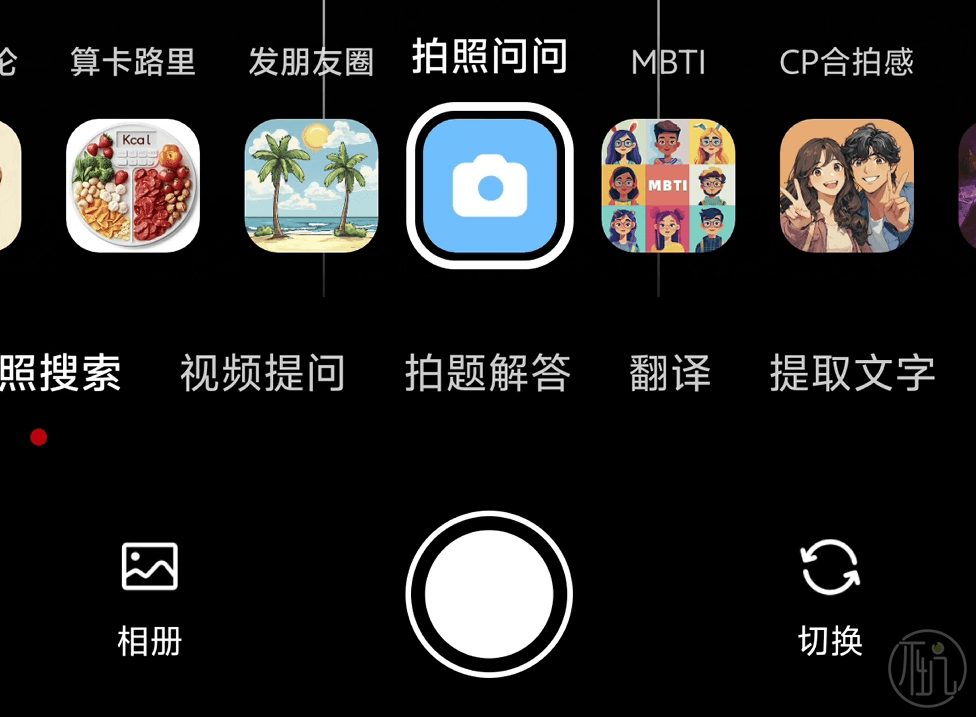 论 算卡路里 发朋友圈 拍照问问 MBTI CP合拍感
Kcal
MBTI
照搜索 视频提问 拍题解答 翻译 提取文字
相册 切换